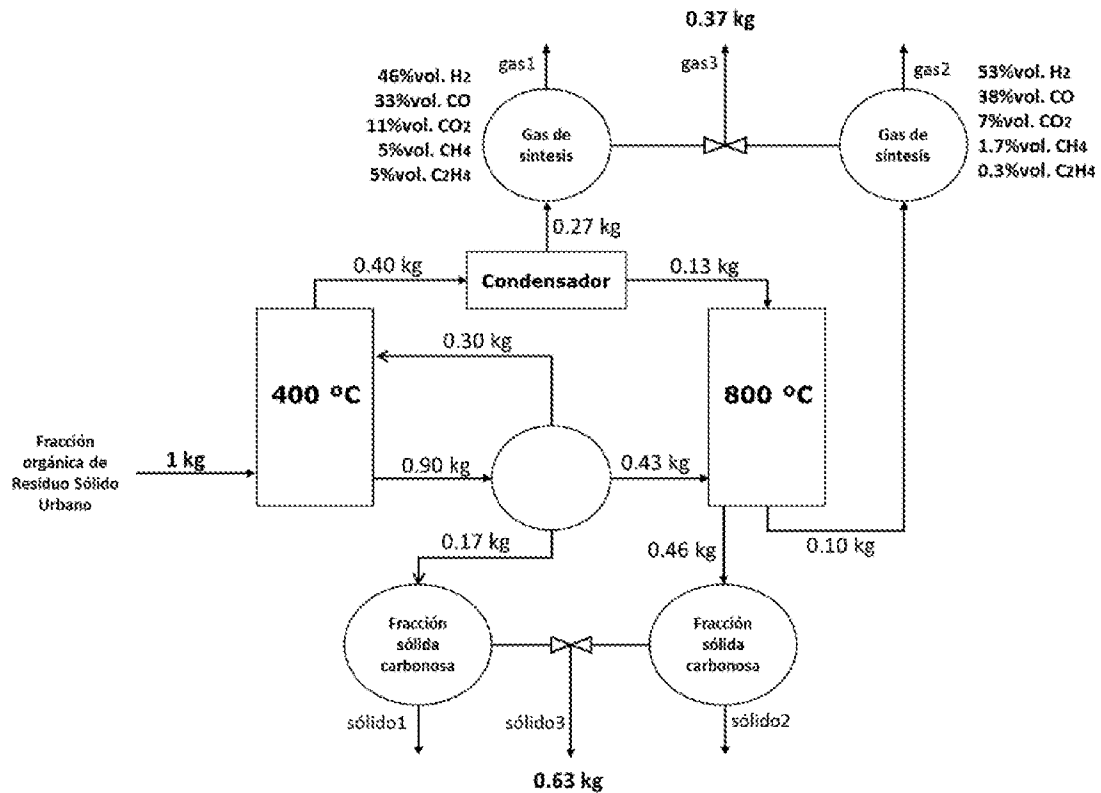 0.37 kg
gas1
gas3
gas2
46%vol. H2
33%vol. CO
11%vol. CO2
5%vol. CH4
5%vol. C2H4
Gas de
síntesis
Gas de
síntesis
53%vol. H2
38%vol. CO
7%vol. CO2
1.7%vol. CH4
0.3%vol. C2H4
0.27 kg
0.40 kg
Condensador
0.13 kg
0.30 kg
400 ºC
800 ºC
Fracción
orgánica de
Resíduo Sólido
Urbano
1 kg
0.90 kg
0.43 kg
0.17 kg
0.46 kg
0.10 kg
Fracción
sólida
carbonosa
Fracción
sólida
carbonosa
sólido1
sólido3
sólido2
0.63 kg